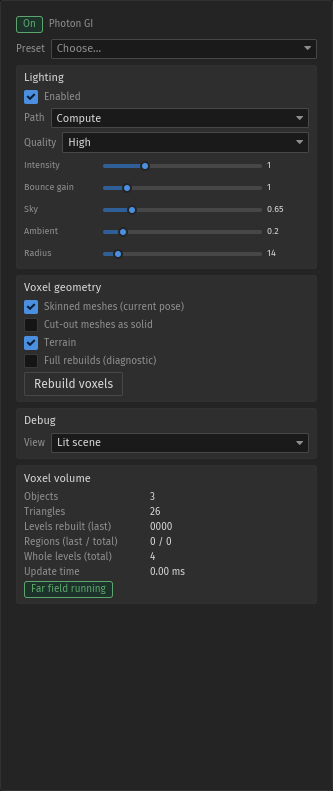 On Photon GI
Preset Choose...
Lighting
Enabled
Path Compute
Quality High
Intensity 1
Bounce gain 1
Sky 0.65
Ambient 0.2
Radius 14
Voxel geometry
Skinned meshes (current pose)
Cut-out meshes as solid
Terrain
Full rebuilds (diagnostic)
Rebuild voxels
Debug
View Lit scene
Voxel volume
Objects 3
Triangles 26
Levels rebuilt (last) 0000
Regions (last / total) 0 / 0
Whole levels (total) 4
Update time 0.00 ms
Far field running